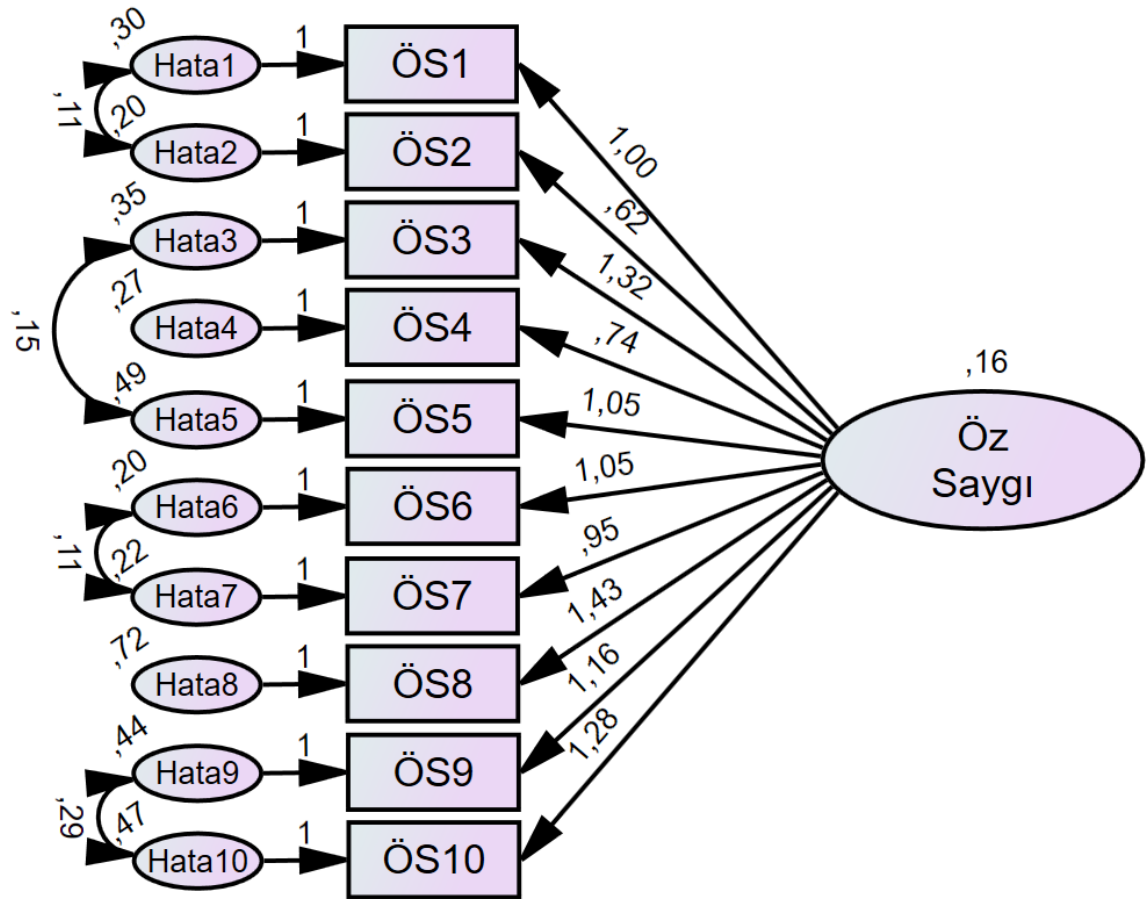 ,30
Hata1
1
ÖS1
1,00
,11
,20
Hata2
1
ÖS2
,62
,35
Hata3
1
ÖS3
1,32
,15
,27
Hata4
1
ÖS4
,74
,49
Hata5
1
ÖS5
1,05
,16
Öz
Saygı
,20
Hata6
1
ÖS6
1,05
,11
,22
Hata7
1
ÖS7
,95
,72
Hata8
1
ÖS8
1,43
,44
Hata9
1
ÖS9
1,16
,29
,47
Hata10
1
ÖS10
1,28